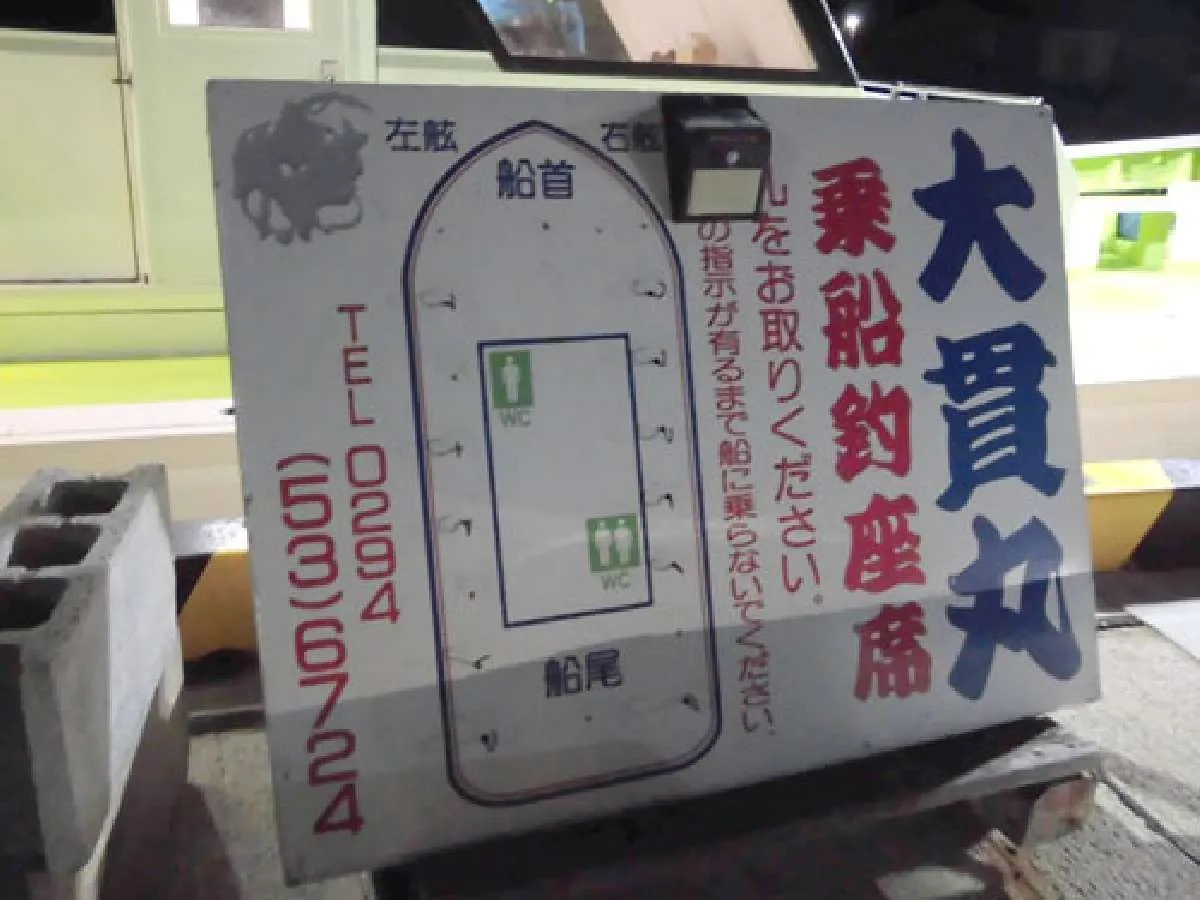 大貫丸
乗船釣座席
をお取りください。
の指示が有るまで船に乗らないでください。
左舷
右舷
船首
WC
WC
船尾
TEL 0294
(53)6724